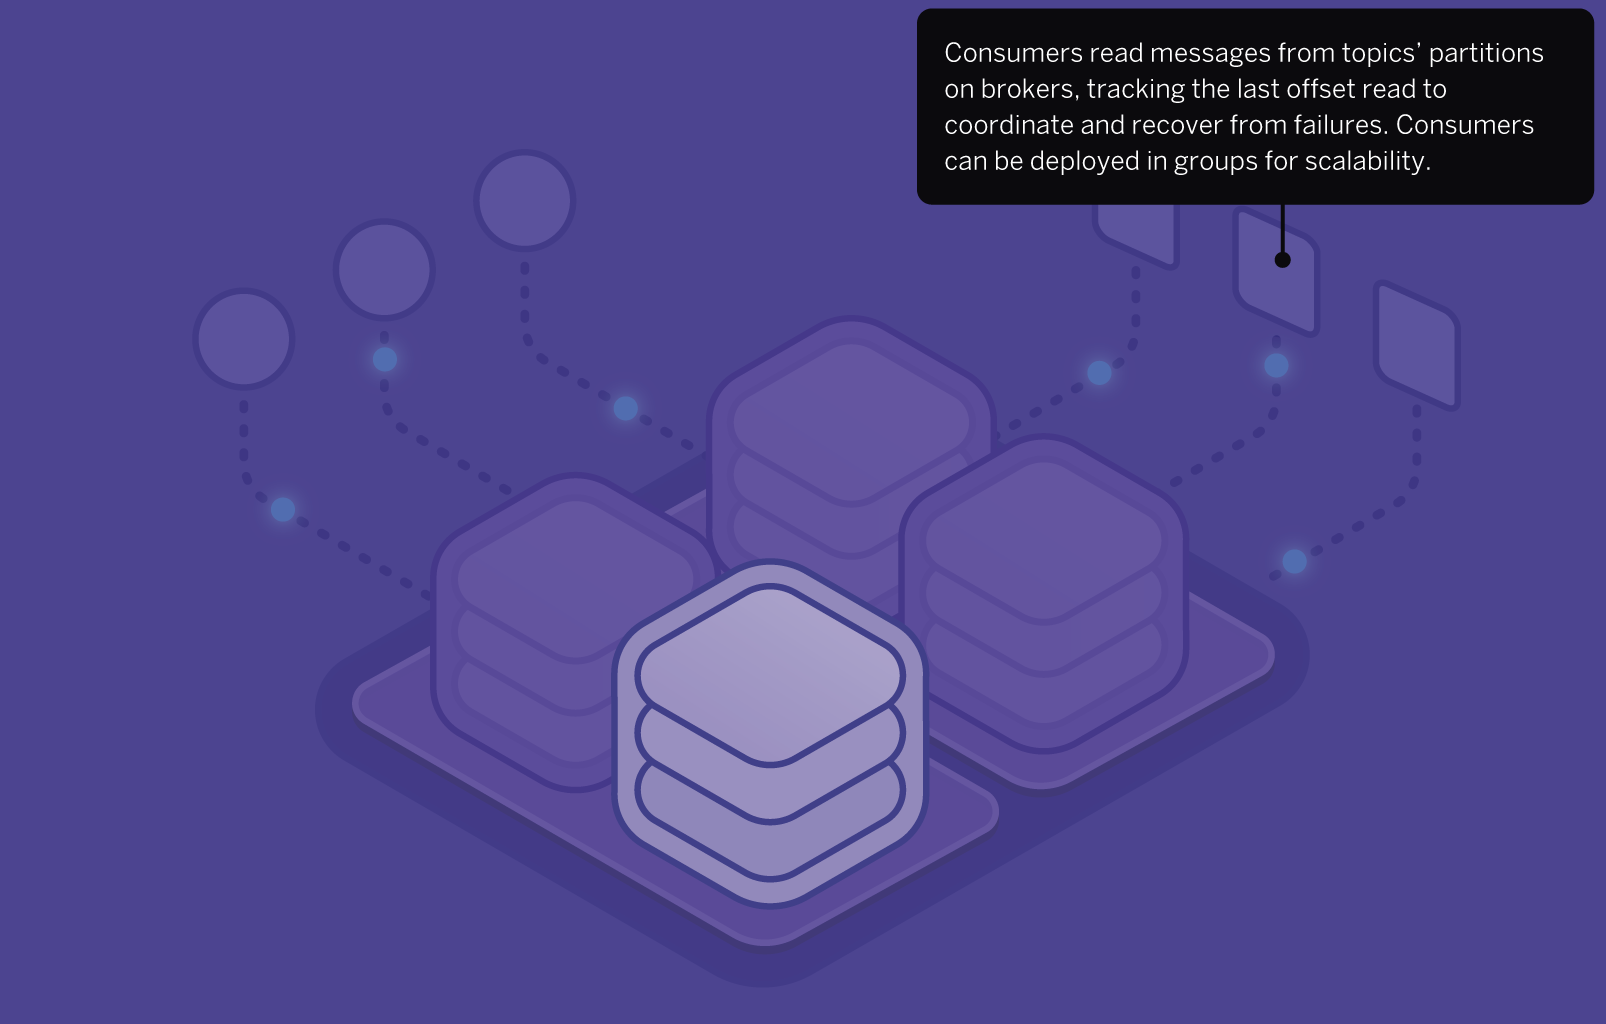 Consumers read messages from topics’ partitions
on brokers, tracking the last offset read to
coordinate and recover from failures. Consumers
can be deployed in groups for scalability.